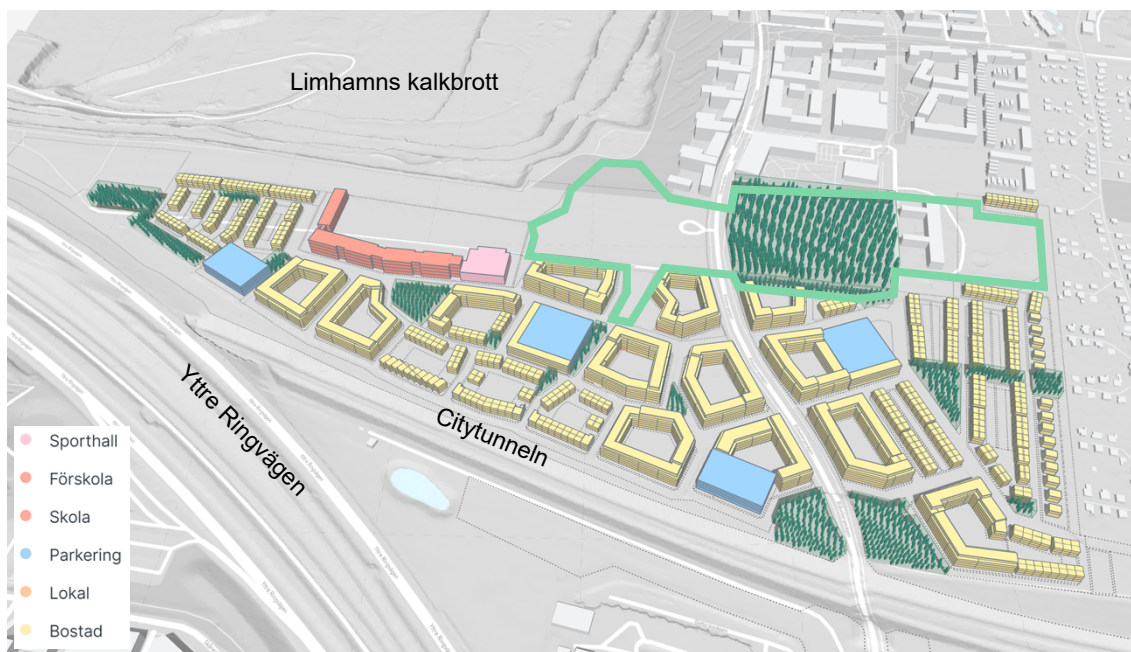 Limhamns kalkbrott
Yttre Ringvägen
Citytunneln
Sporthall
Förskola
Skola
Parkering
Lokal
Bostad